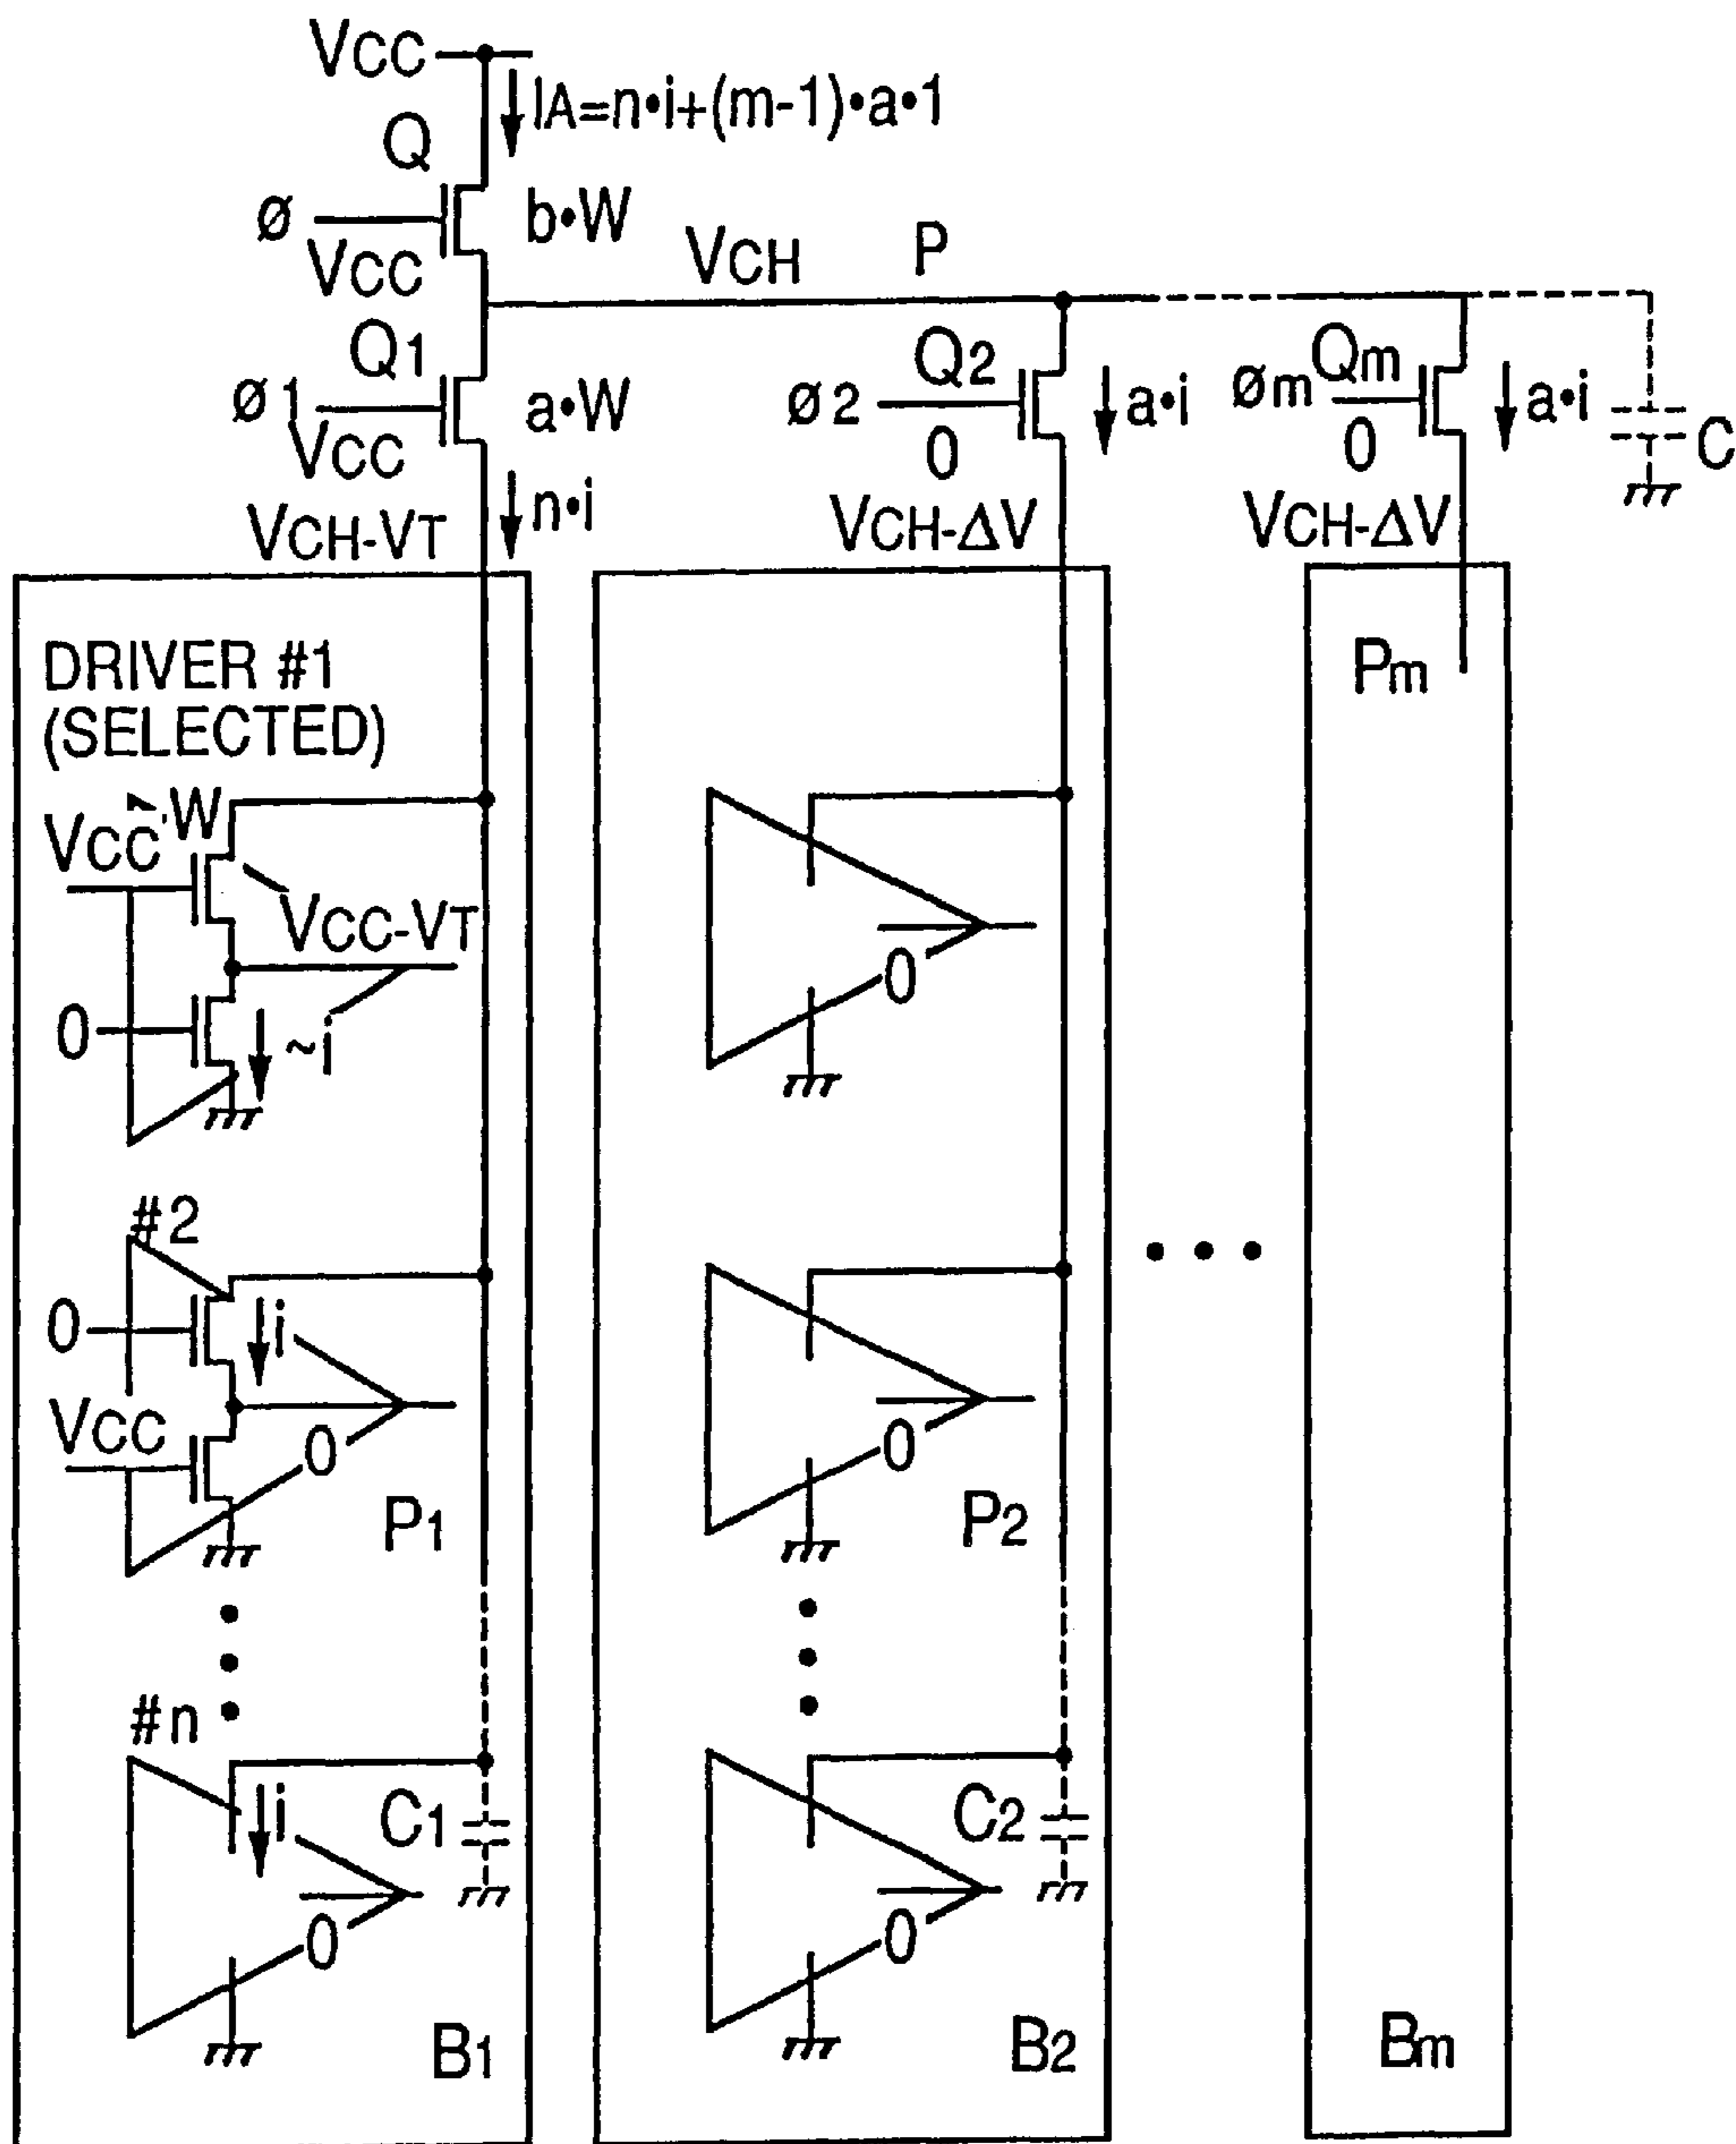 VCC
IA=n•i+(m-1)•a•1
Q
ø
b•W
VCC
VCH
P
Q1
ø1
a•W
VCC
n•i
VCH-VT
Q2
ø2
0
a•i
VCH-ΔV
Qm
øm
0
a•i
VCH-ΔV
C
DRIVER #1
(SELECTED)
W
VCC
VCC-VT
0
~i
#2
0
i
VCC
0
P1
#n
i
C1
0
B1
0
0
P2
C2
0
B2
Pm
Bm